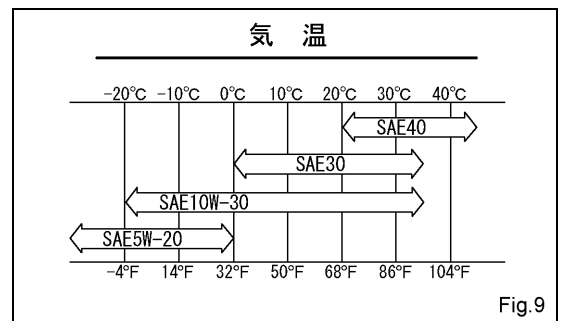 気 温
-20℃ -10℃ 0℃ 10℃ 20℃ 30℃ 40℃
SAE40
SAE30
SAE10W-30
SAE5W-20
-4°F 14°F 32°F 50°F 68°F 86°F 104°F
Fig.9